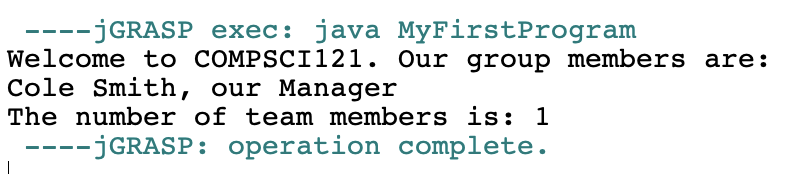 ----jGRASP exec: java MyFirstProgram
Welcome to COMPSCI121. Our group members are:
Cole Smith, our Manager
The number of team members is: 1
----jGRASP: operation complete.